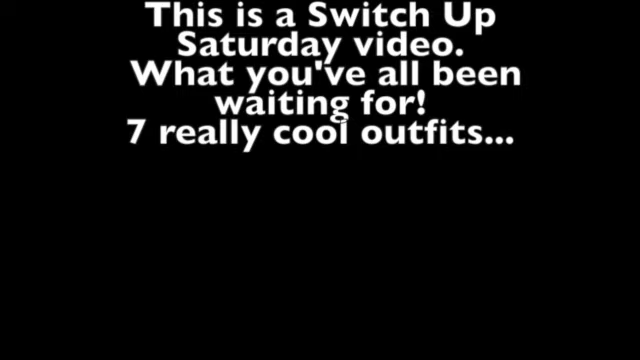 This is a Switch Up
Saturday video.
What you've all been
waiting for!
7 really cool outfits...